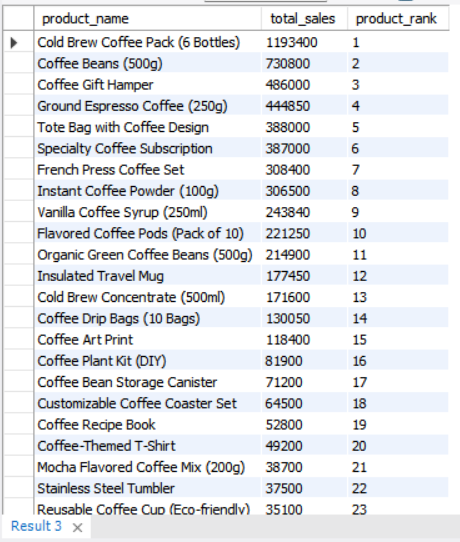 product_name total_sales product_rank
Cold Brew Coffee Pack (6 Bottles) 1193400 1
Coffee Beans (500g) 730800 2
Coffee Gift Hamper 486000 3
Ground Espresso Coffee (250g) 444850 4
Tote Bag with Coffee Design 388000 5
Specialty Coffee Subscription 387000 6
French Press Coffee Set 308400 7
Instant Coffee Powder (100g) 306500 8
Vanilla Coffee Syrup (250ml) 243840 9
Flavored Coffee Pods (Pack of 10) 221250 10
Organic Green Coffee Beans (500g) 214900 11
Insulated Travel Mug 177450 12
Cold Brew Concentrate (500ml) 171600 13
Coffee Drip Bags (10 Bags) 130050 14
Coffee Art Print 118400 15
Coffee Plant Kit (DIY) 81900 16
Coffee Bean Storage Canister 71200 17
Customizable Coffee Coaster Set 64500 18
Coffee Recipe Book 52800 19
Coffee-Themed T-Shirt 49200 20
Mocha Flavored Coffee Mix (200g) 38700 21
Stainless Steel Tumbler 37500 22
Reusable Coffee Cup (Eco-friendly) 35100 23
Result 3